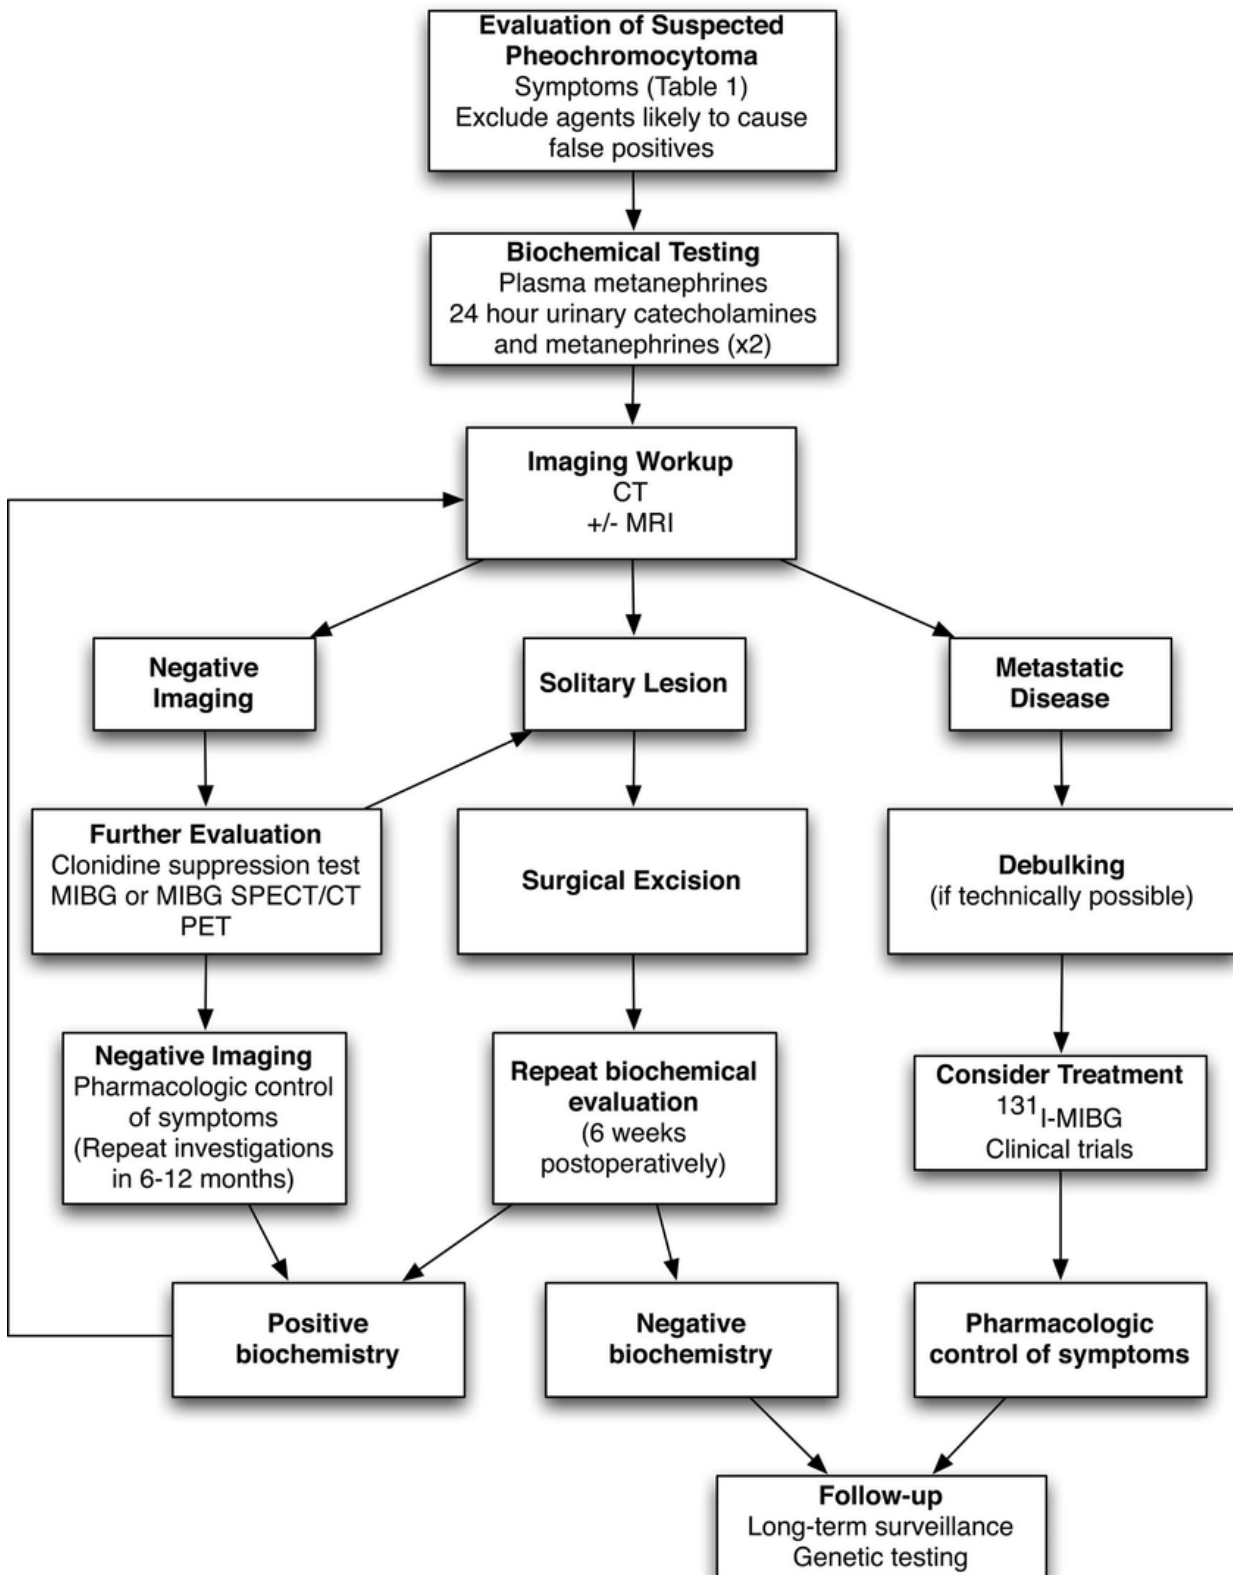 Evaluation of Suspected
Pheochromocytoma
Symptoms (Table 1)
Exclude agents likely to cause
false positives
Biochemical Testing
Plasma metanephrines
24 hour urinary catecholamines
and metanephrines (x2)
Imaging Workup
CT
+/- MRI
Negative
Imaging
Solitary Lesion
Metastatic
Disease
Further Evaluation
Clonidine suppression test
MIBG or MIBG SPECT/CT
PET
Surgical Excision
Debulking
(if technically possible)
Negative Imaging
Pharmacologic control
of symptoms
(Repeat investigations
in 6-12 months)
Repeat biochemical
evaluation
(6 weeks
postoperatively)
Consider Treatment
¹³¹I-MIBG
Clinical trials
Positive
biochemistry
Negative
biochemistry
Pharmacologic
control of symptoms
Follow-up
Long-term surveillance
Genetic testing